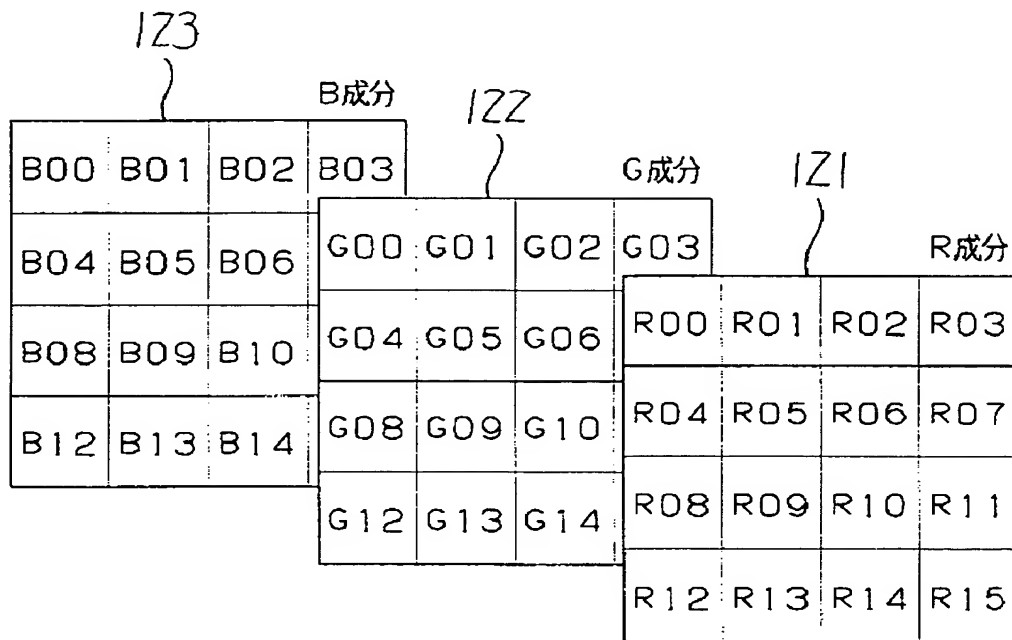 123
B成分
B00 B01 B02 B03
B04 B05 B06
B08 B09 B10
B12 B13 B14
122
G成分
G00 G01 G02 G03
G04 G05 G06
G08 G09 G10
G12 G13 G14
121
R成分
R00 R01 R02 R03
R04 R05 R06 R07
R08 R09 R10 R11
R12 R13 R14 R15